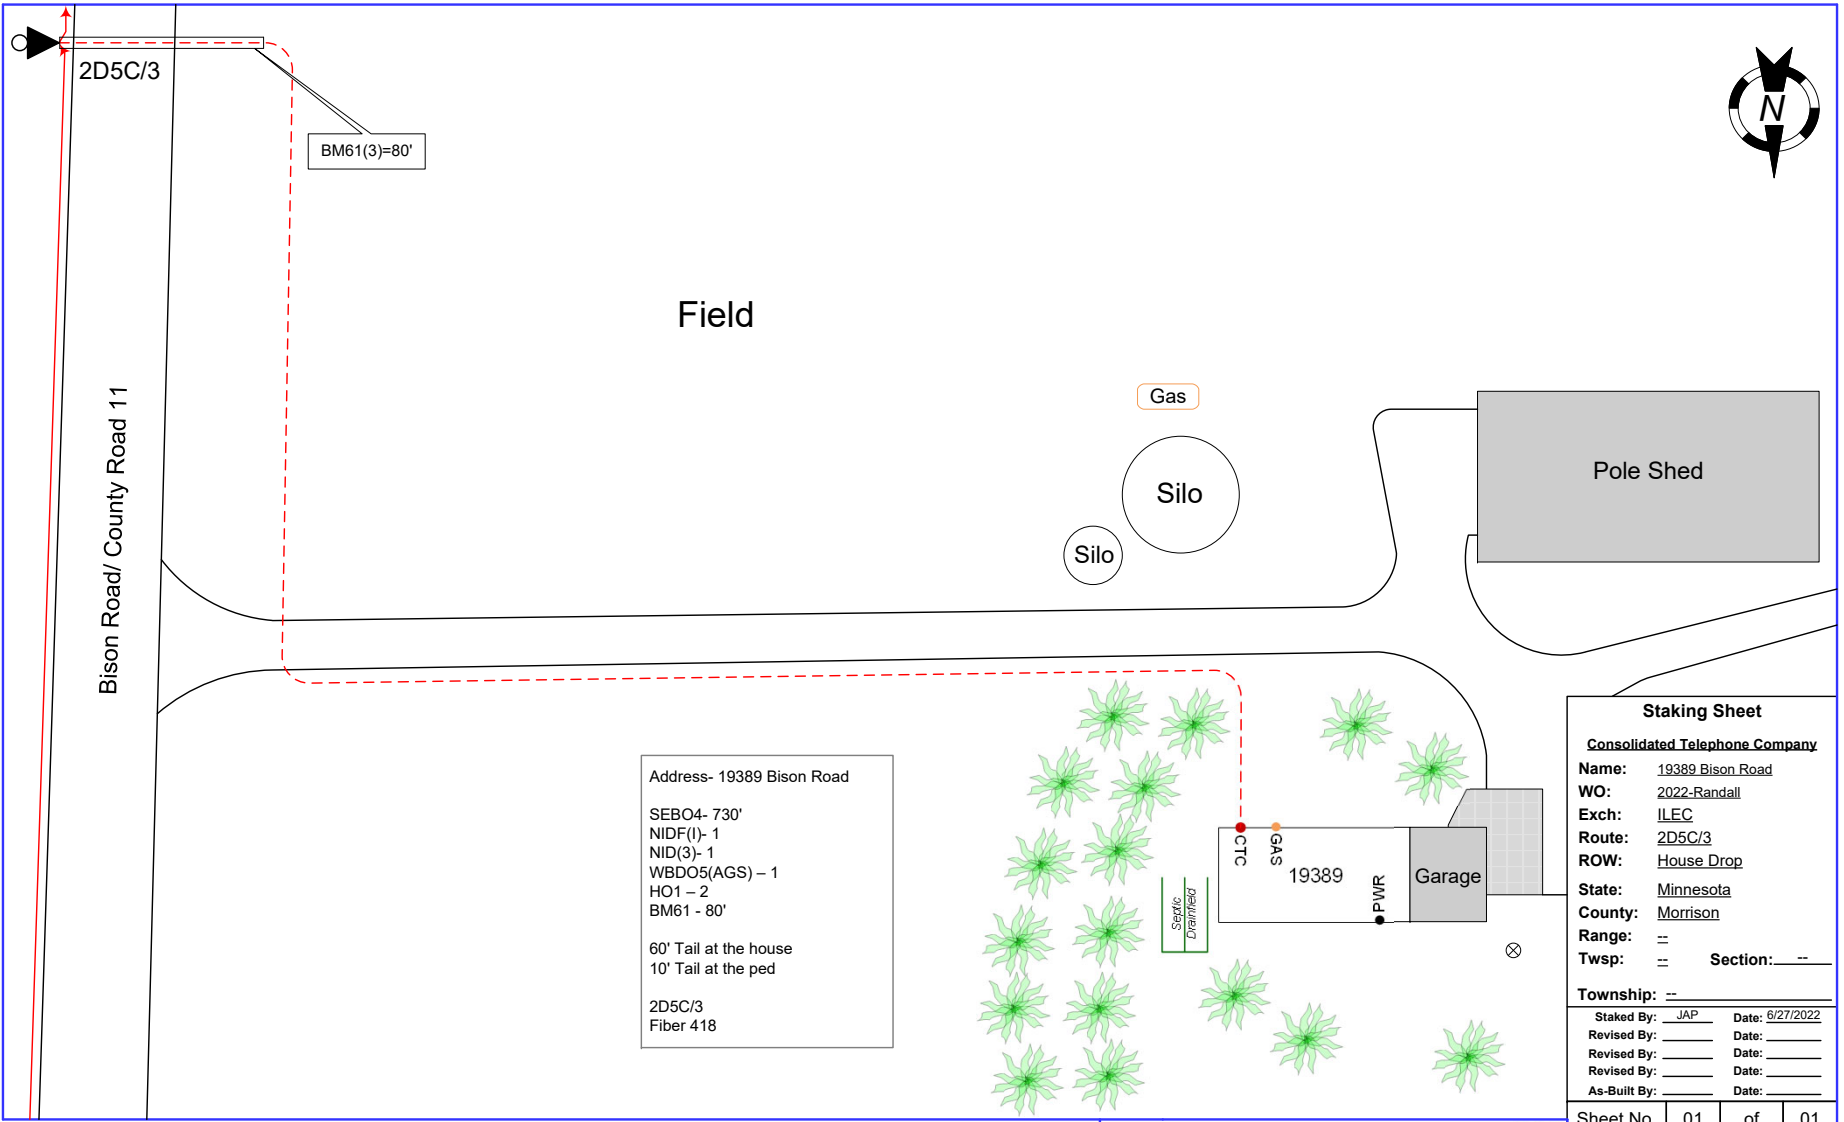 2D5C/3
BM61(3)=80'
N
Field
Gas
Silo
Silo
Pole Shed
Bison Road/ County Road 11
Address- 19389 Bison Road
SEBO4- 730'
NIDF(I)- 1
NID(3)- 1
WBDO5(AGS) – 1
HO1 – 2
BM61 - 80'
60' Tail at the house
10' Tail at the ped
2D5C/3
Fiber 418
CTC
GAS
19389
PWR
Garage
Septic
Drainfield
Staking Sheet
Consolidated Telephone Company
Name: 19389 Bison Road
WO: 2022-Randall
Exch: ILEC
Route: 2D5C/3
ROW: House Drop
State: Minnesota
County: Morrison
Range: --
Twsp: -- Section: --
Township: --
Staked By: JAP Date: 6/27/2022
Revised By: Date:
Revised By: Date:
Revised By: Date:
As-Built By: Date:
Sheet No 01 of 01